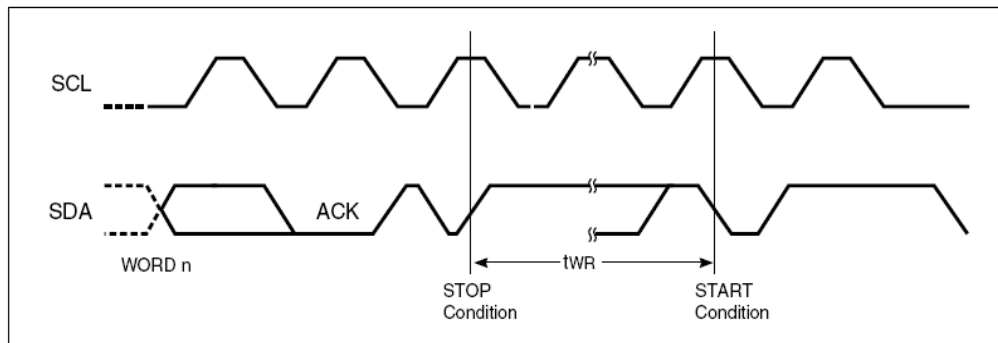 SCL
SDA
ACK
WORD n
tWR
STOP
Condition
START
Condition